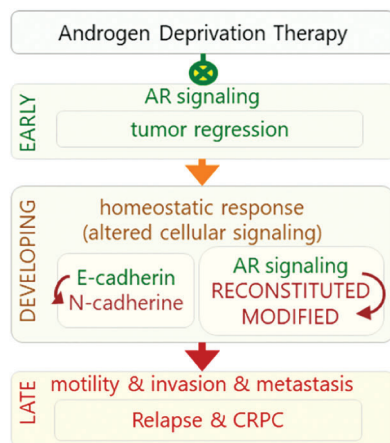 Androgen Deprivation Therapy
EARLY
AR signaling
tumor regression
DEVELOPING
homeostatic response
(altered cellular signaling)
E-cadherin
N-cadherine
AR signaling
RECONSTITUTED
MODIFIED
LATE
motility & invasion & metastasis
Relapse & CRPC